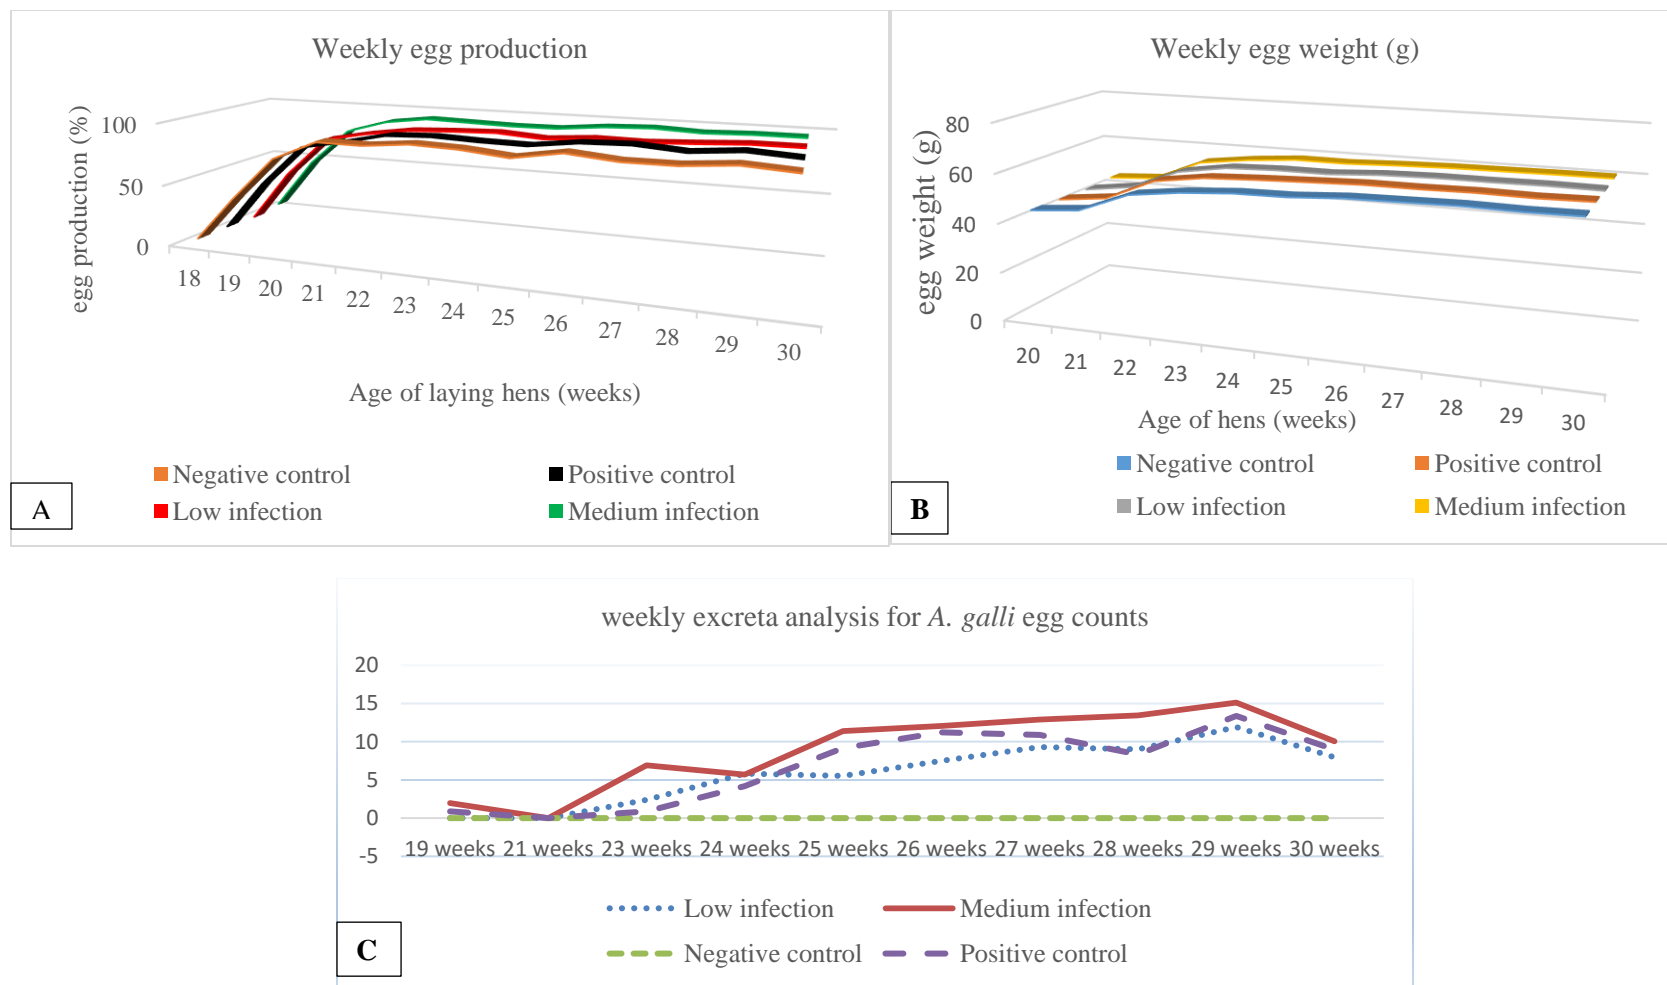 Weekly egg production
egg production (%)
100
50
0
18 19 20 21 22 23 24 25 26 27 28 29 30
Age of laying hens (weeks)
Negative control Positive control
Low infection Medium infection
A
Weekly egg weight (g)
egg weight (g)
80
60
40
20
0
20 21 22 23 24 25 26 27 28 29 30
Age of hens (weeks)
Negative control Positive control
Low infection Medium infection
B
weekly excreta analysis for A. galli egg counts
20
15
10
5
0
-5
19 weeks 21 weeks 23 weeks 24 weeks 25 weeks 26 weeks 27 weeks 28 weeks 29 weeks 30 weeks
Low infection Medium infection
Negative control Positive control
C